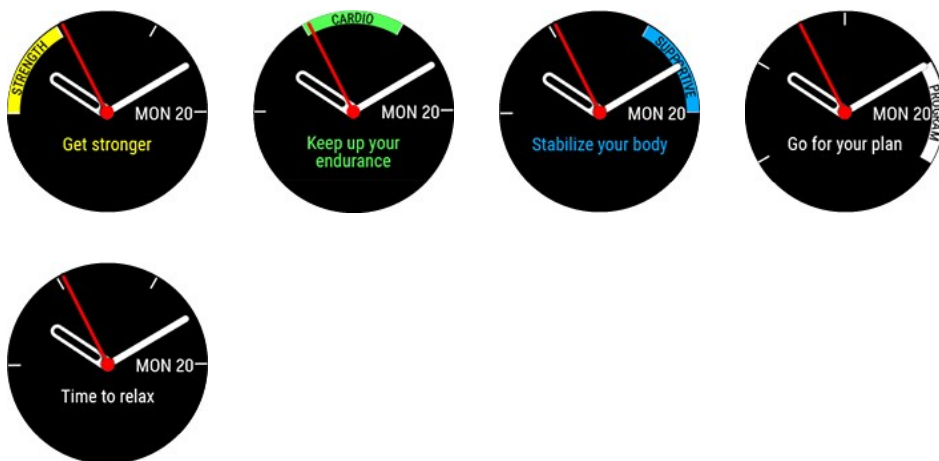 STRENGTH
MON 20
Get stronger
CARDIO
MON 20
Keep up your
endurance
SUPPORTIVE
MON 20
Stabilize your body
PROGRAM
MON 20
Go for your plan
MON 20
Time to relax